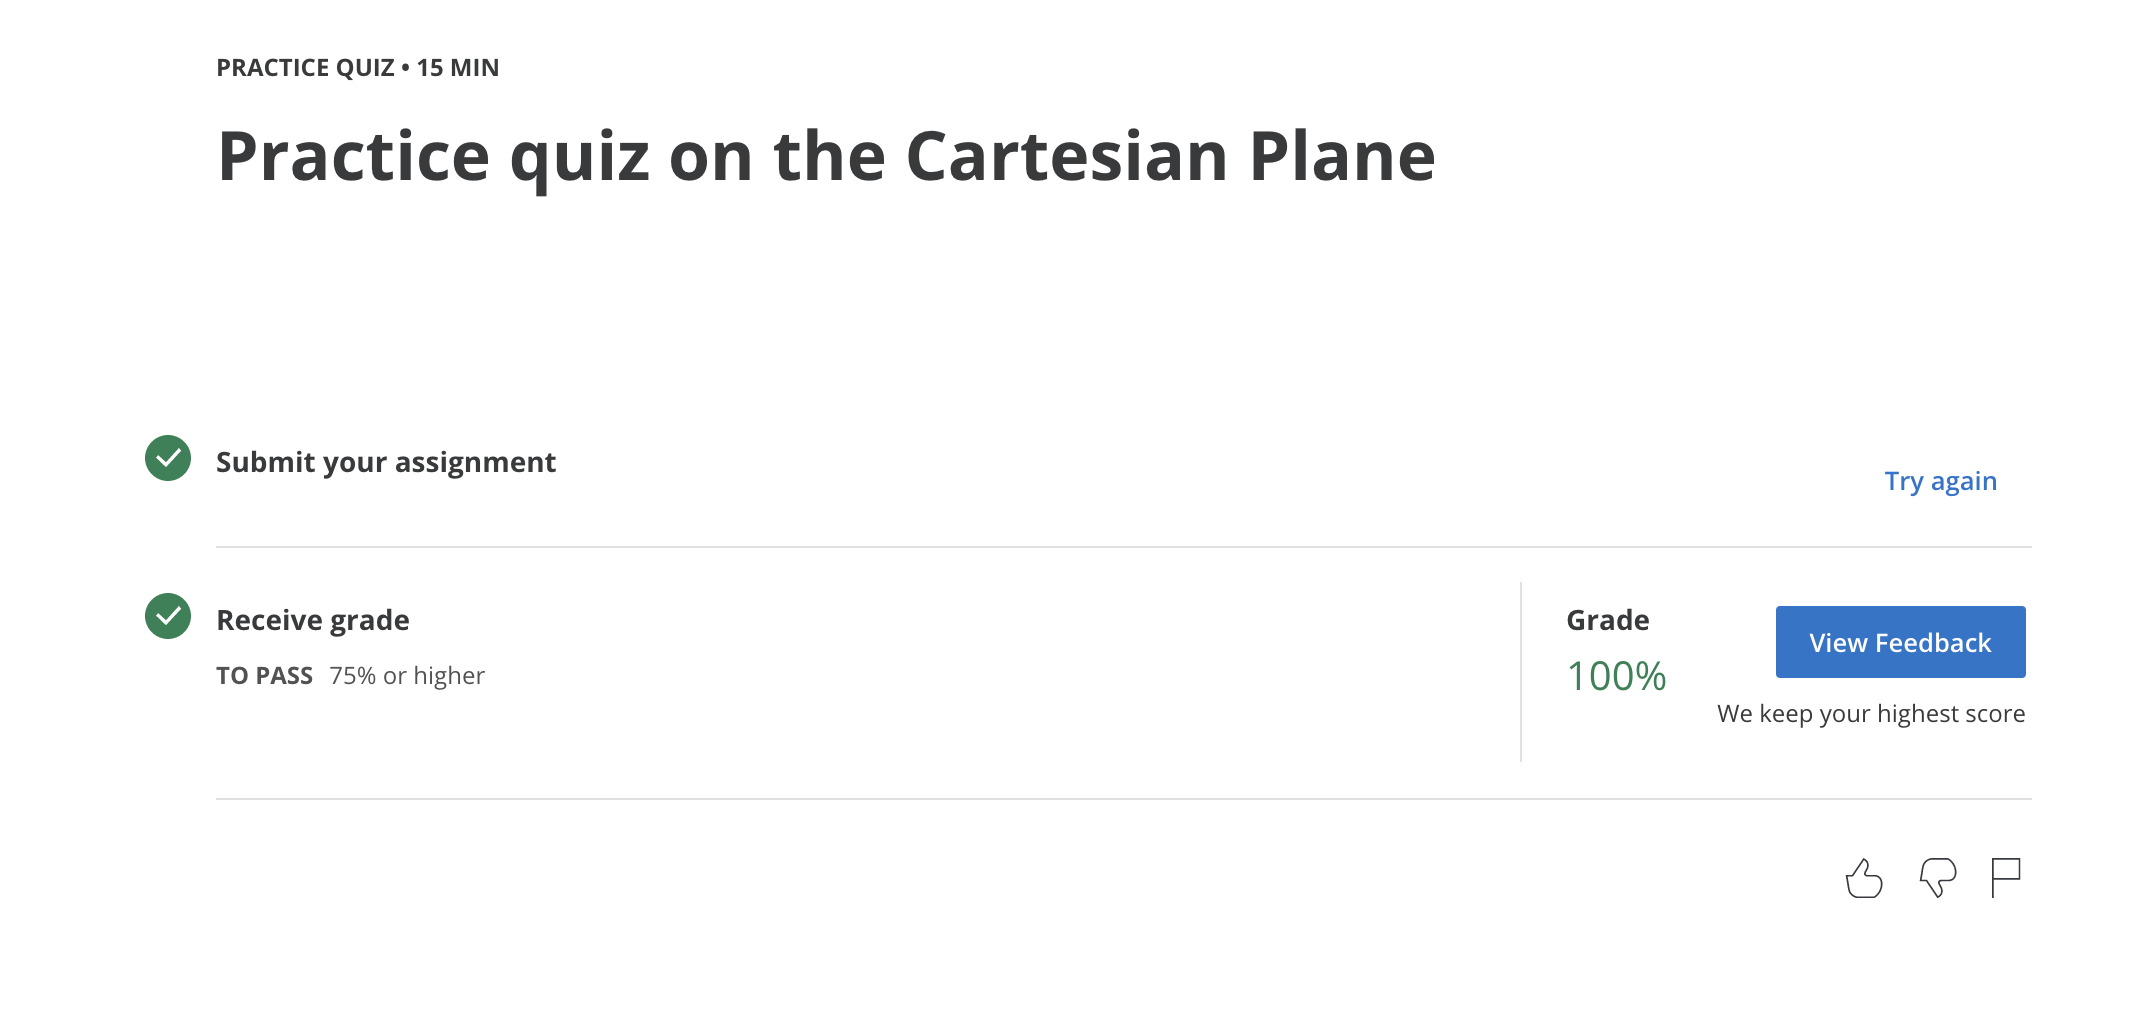 PRACTICE QUIZ • 15 MIN
Practice quiz on the Cartesian Plane
Submit your assignment
Try again
Receive grade
TO PASS 75% or higher
Grade
100%
View Feedback
We keep your highest score